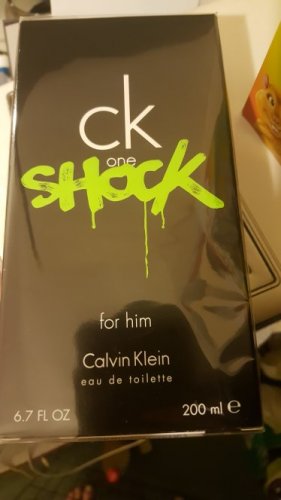 ck
one
SHOCK
for him
Calvin Klein
eau de toilette
6.7 FL OZ 200 ml e